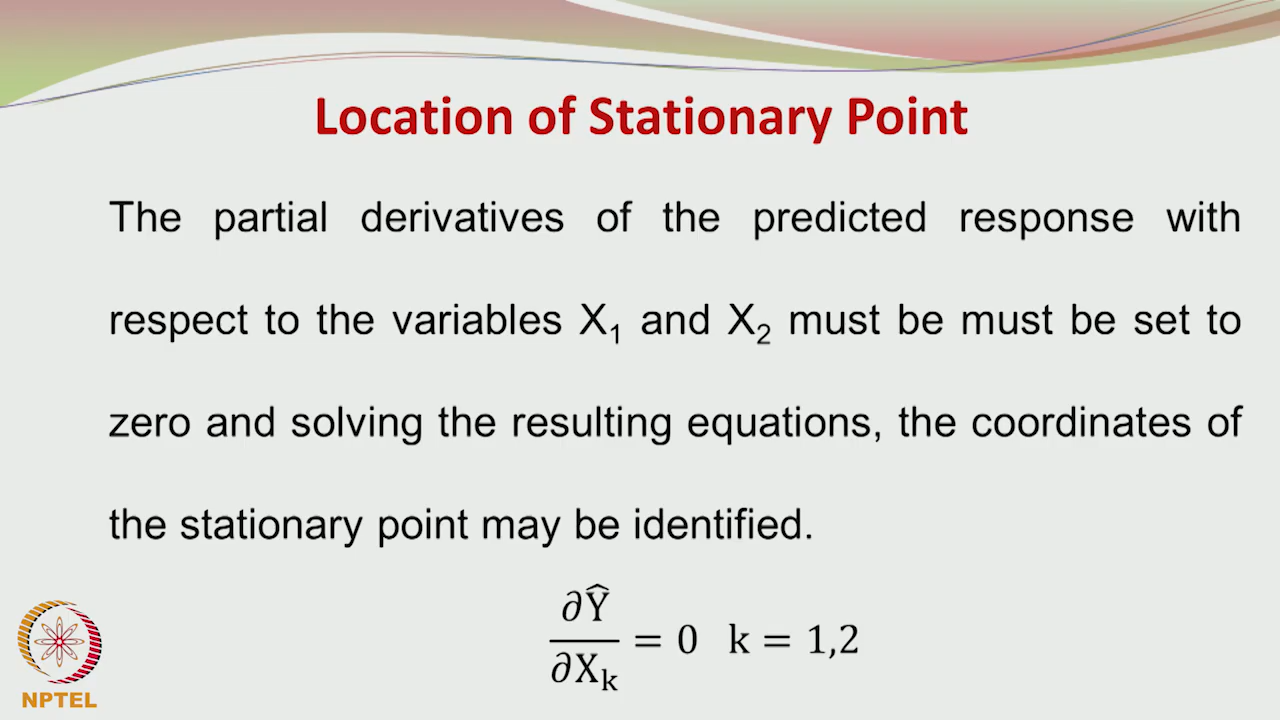 Location of Stationary Point
The partial derivatives of the predicted response with
respect to the variables X₁ and X₂ must be must be set to
zero and solving the resulting equations, the coordinates of
the stationary point may be identified.
∂Ŷ/∂Xₖ = 0 k = 1,2
NPTEL